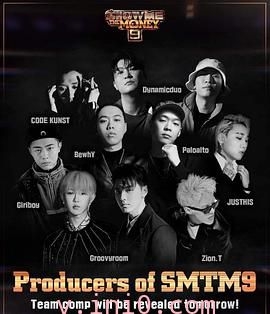 SHOW ME
THE MONEY
9
CODE KUNST
Dynamicduo
BewhY
Paloalto
Giriboy
JUSTHIS
Groovyroom
Zion.T
Producers of SMTM9
Team comp will be revealed tomorrow!